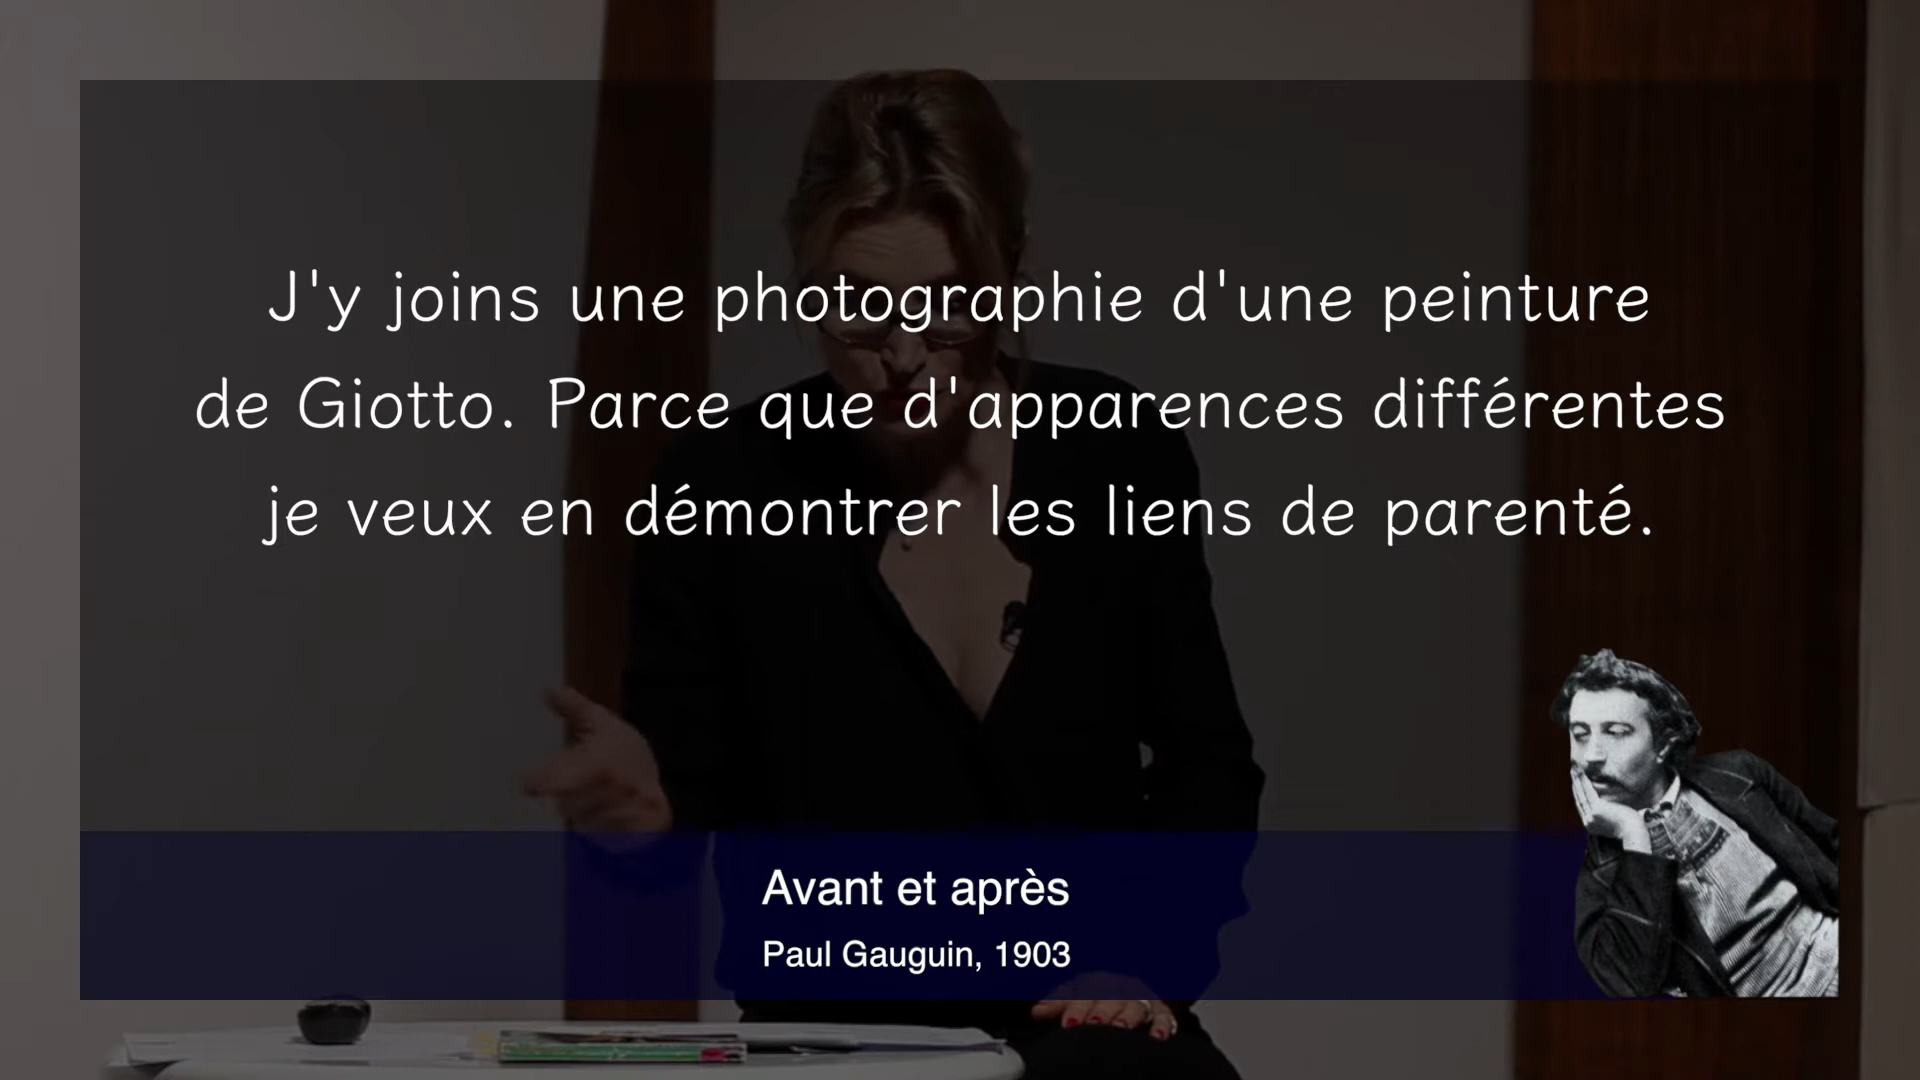 J'y joins une photographie d'une peinture
de Giotto. Parce que d'apparences différentes
je veux en démontrer les liens de parenté.
Avant et après
Paul Gauguin, 1903